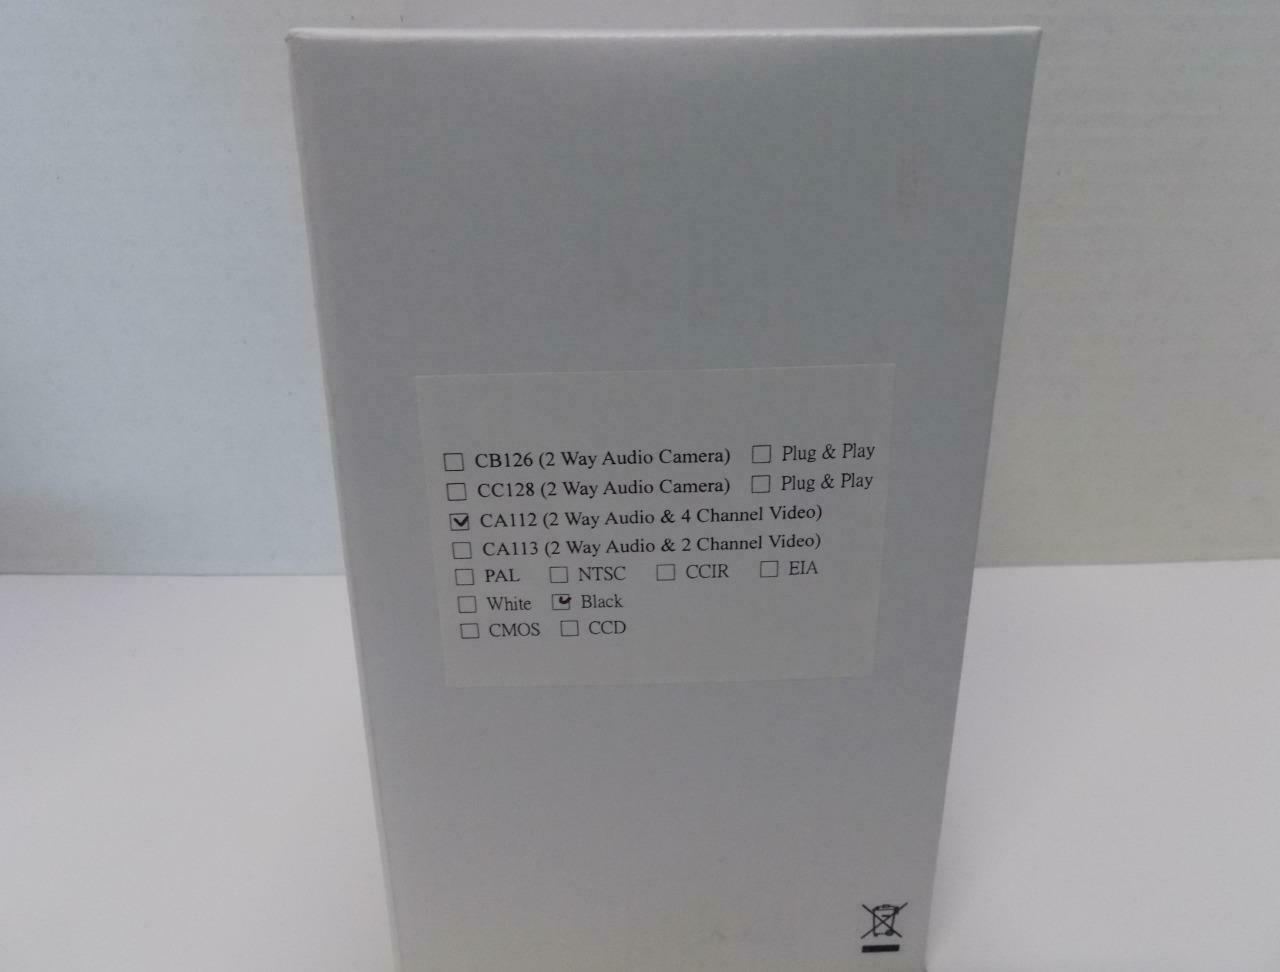 ☐ CB126 (2 Way Audio Camera) ☐ Plug & Play
☐ CC128 (2 Way Audio Camera) ☐ Plug & Play
☑ CA112 (2 Way Audio & 4 Channel Video)
☐ CA113 (2 Way Audio & 2 Channel Video)
☐ PAL ☐ NTSC ☐ CCIR ☐ EIA
☐ White ☑ Black
☐ CMOS ☐ CCD